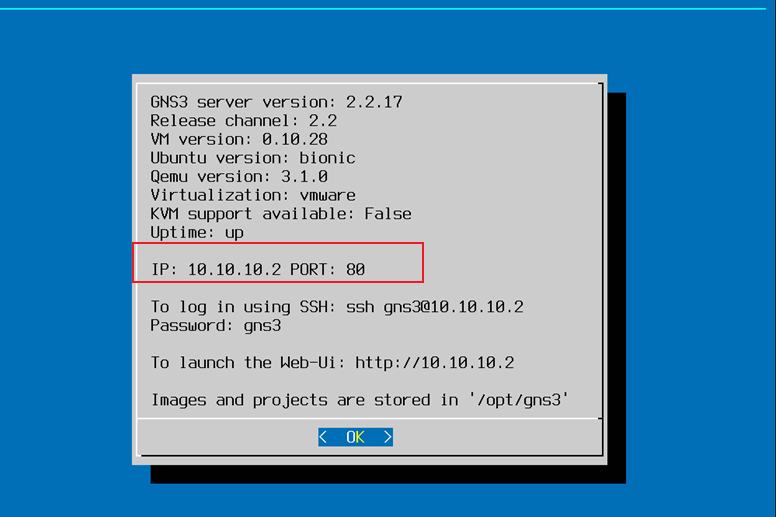 GNS3 server version: 2.2.17
Release channel: 2.2
VM version: 0.10.28
Ubuntu version: bionic
Qemu version: 3.1.0
Virtualization: vmware
KVM support available: False
Uptime: up
IP: 10.10.10.2 PORT: 80
To log in using SSH: ssh gns3@10.10.10.2
Password: gns3
To launch the Web-Ui: http://10.10.10.2
Images and projects are stored in '/opt/gns3'
< OK >